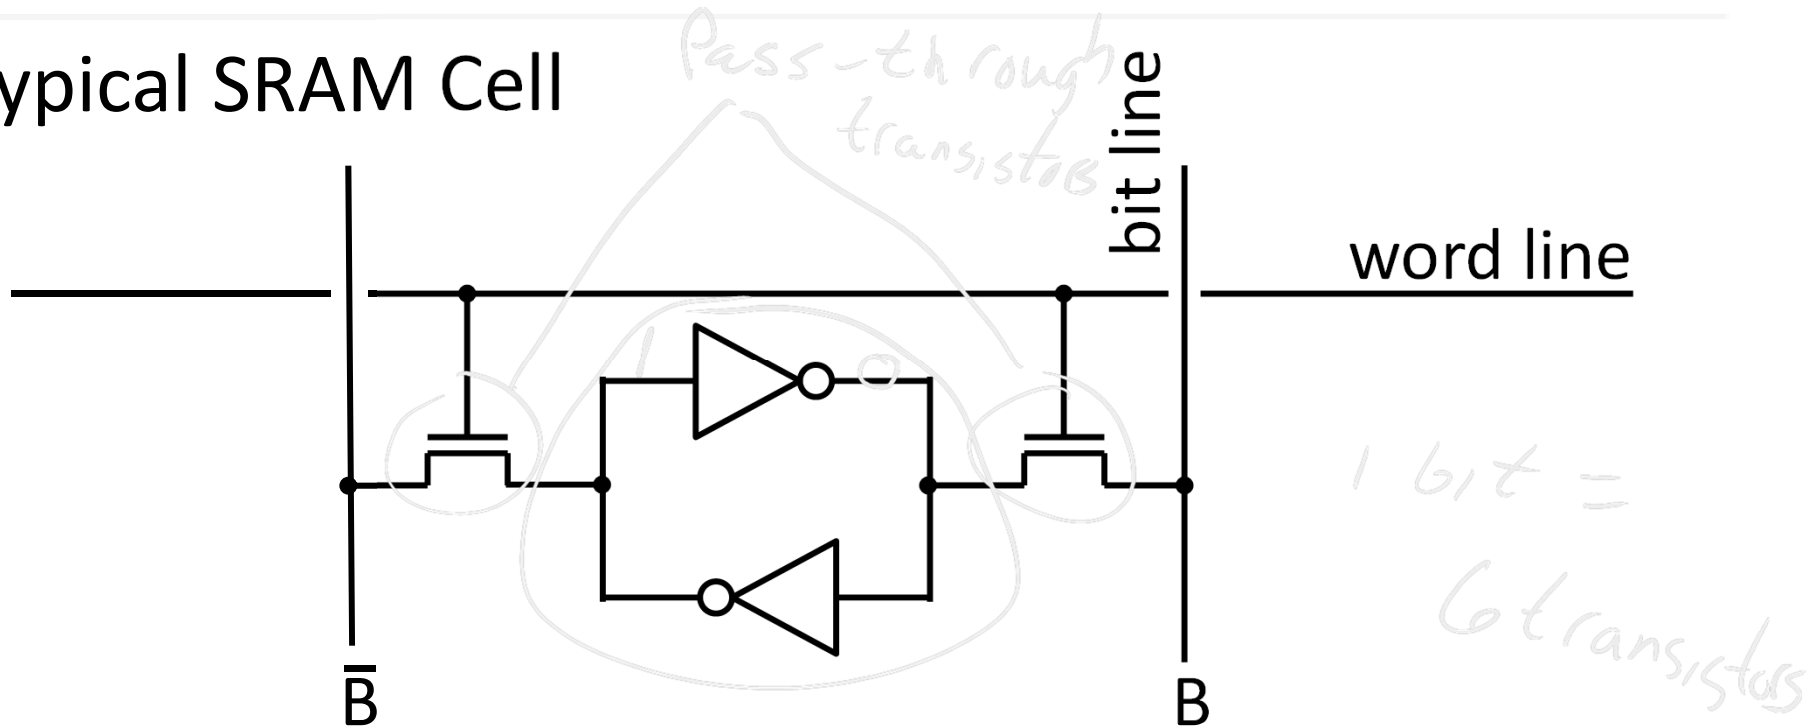 ypical SRAM Cell
Pass-through
transistors
bit line
word line
1
0
1 bit =
6 transistors
B̅
B